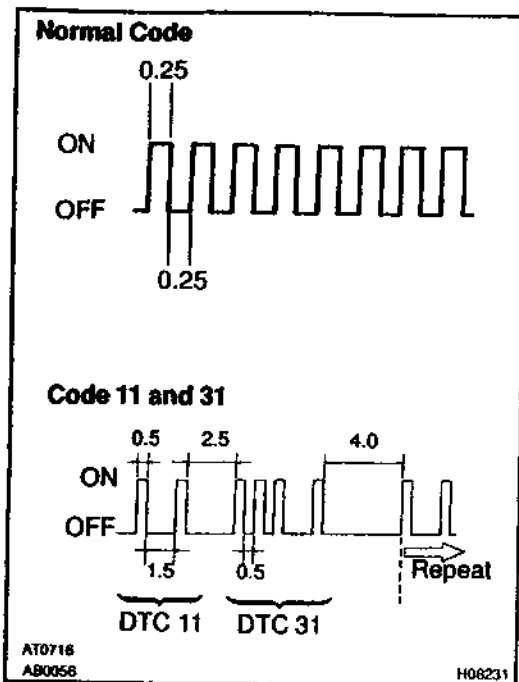 Normal Code
0.25
ON
OFF
0.25
Code 11 and 31
0.5 2.5 4.0
ON
OFF
1.5 0.5 Repeat
DTC 11 DTC 31
AT0716
AB0056 H08231